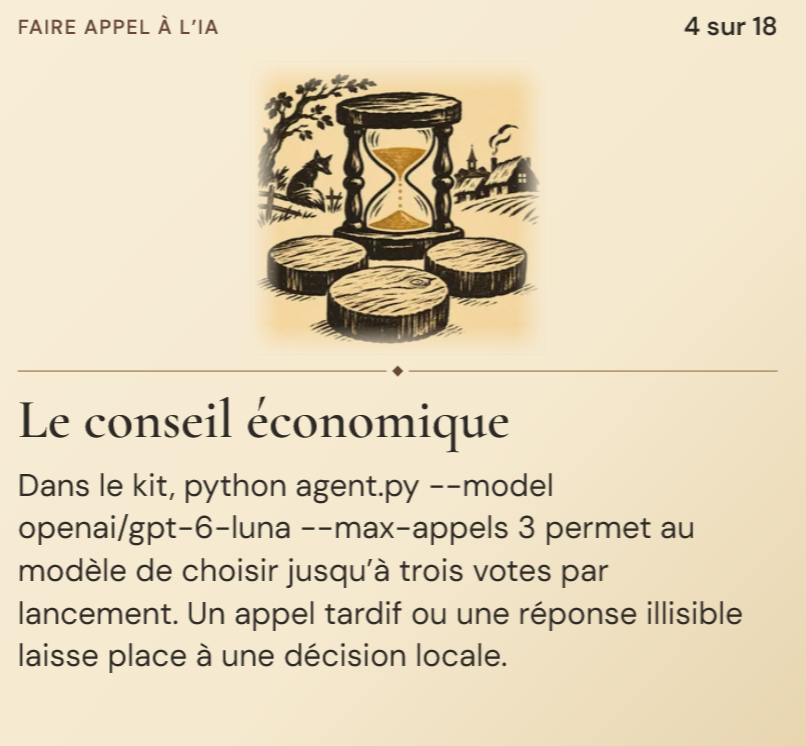 FAIRE APPEL À L’IA
4 sur 18
Le conseil économique
Dans le kit, python agent.py --model
openai/gpt-6-luna --max-appels 3 permet au
modèle de choisir jusqu’à trois votes par
lancement. Un appel tardif ou une réponse illisible
laisse place à une décision locale.